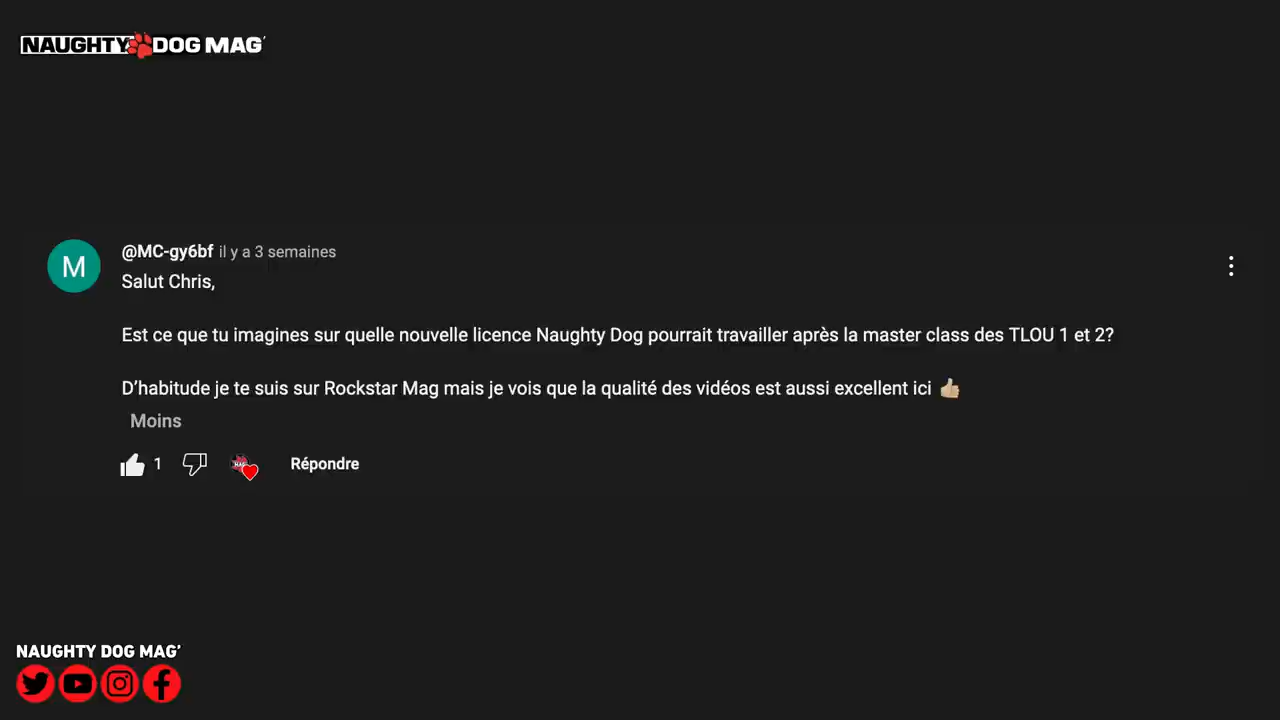 NAUGHTY DOG MAG'
M
@MC-gy6bf il y a 3 semaines
Salut Chris,
Est ce que tu imagines sur quelle nouvelle licence Naughty Dog pourrait travailler après la master class des TLOU 1 et 2?
D’habitude je te suis sur Rockstar Mag mais je vois que la qualité des vidéos est aussi excellent ici 👍🏼
Moins
1
Répondre
NAUGHTY DOG MAG'